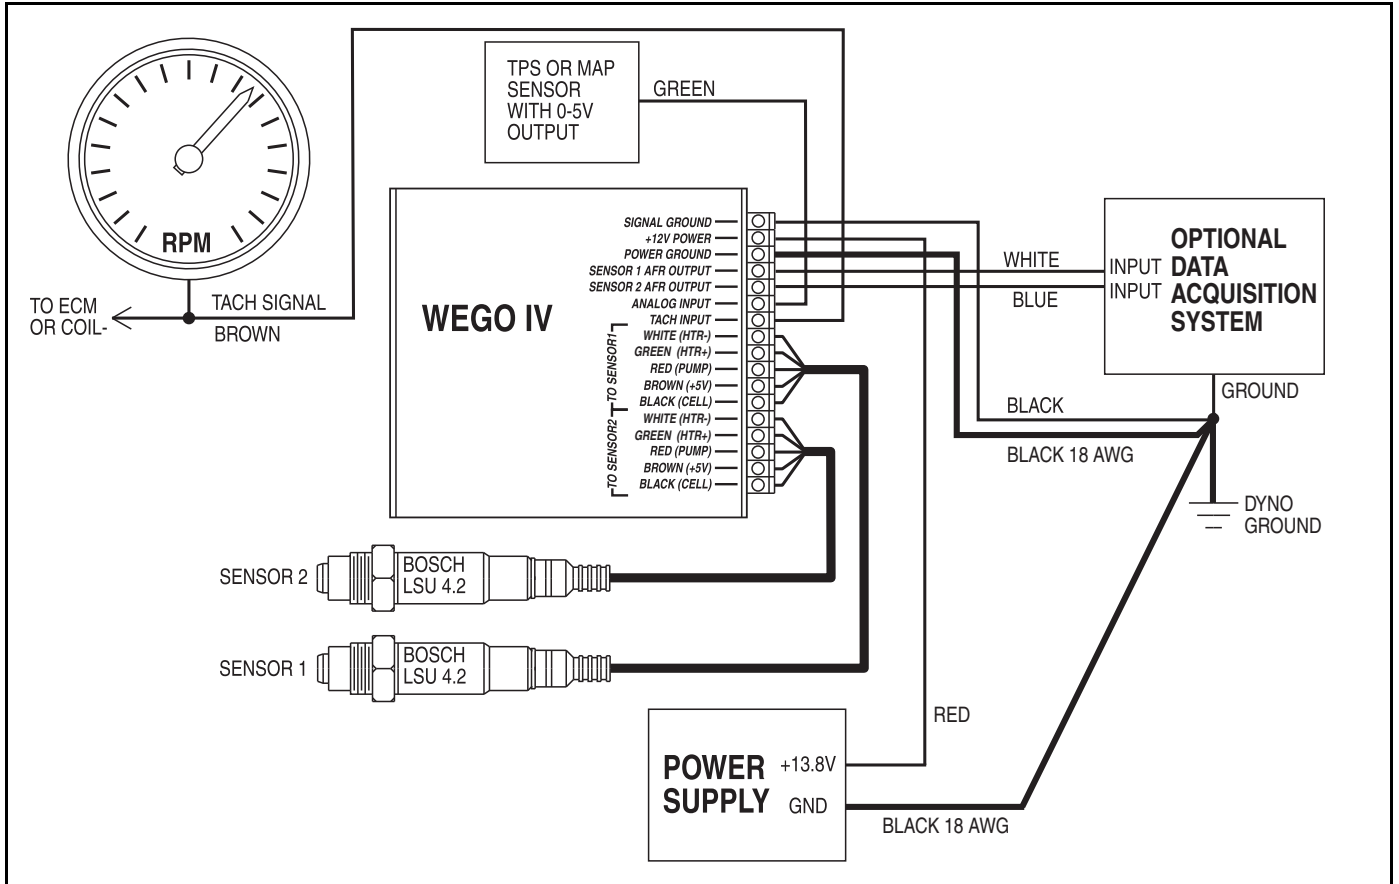 TPS OR MAP
SENSOR
WITH 0-5V
OUTPUT
GREEN
RPM
TO ECM
OR COIL-
TACH SIGNAL
BROWN
WEGO IV
SIGNAL GROUND
+12V POWER
POWER GROUND
SENSOR 1 AFR OUTPUT
SENSOR 2 AFR OUTPUT
ANALOG INPUT
TACH INPUT
TO SENSOR1
WHITE (HTR-)
GREEN (HTR+)
RED (PUMP)
BROWN (+5V)
BLACK (CELL)
TO SENSOR2
WHITE (HTR-)
GREEN (HTR+)
RED (PUMP)
BROWN (+5V)
BLACK (CELL)
WHITE
BLUE
INPUT
INPUT
OPTIONAL
DATA
ACQUISITION
SYSTEM
GROUND
BLACK
BLACK 18 AWG
DYNO
GROUND
SENSOR 2
BOSCH
LSU 4.2
SENSOR 1
BOSCH
LSU 4.2
RED
POWER
SUPPLY
+13.8V
GND
BLACK 18 AWG